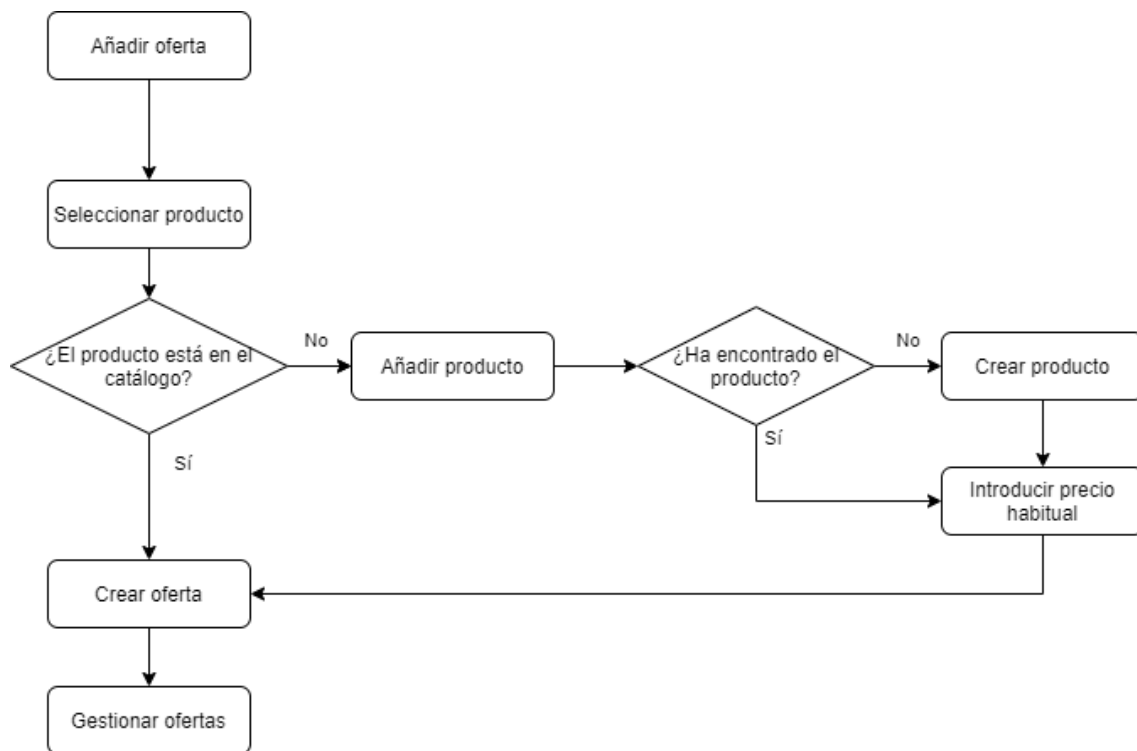 Añadir oferta
Seleccionar producto
¿El producto está en el
catálogo?
No
Añadir producto
¿Ha encontrado el
producto?
No
Crear producto
Sí
Sí
Introducir precio
habitual
Crear oferta
Gestionar ofertas